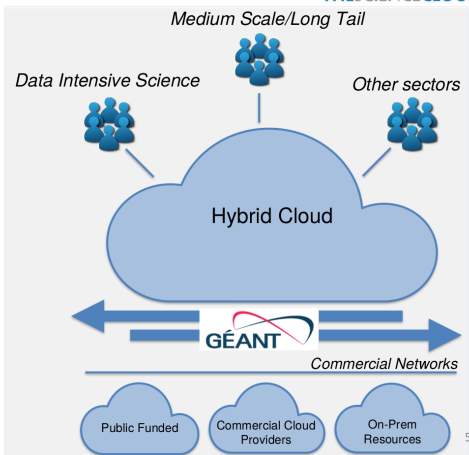 Medium Scale/Long Tail
Data Intensive Science
Other sectors
Hybrid Cloud
GÉANT
Commercial Networks
Public Funded
Commercial Cloud
Providers
On-Prem
Resources